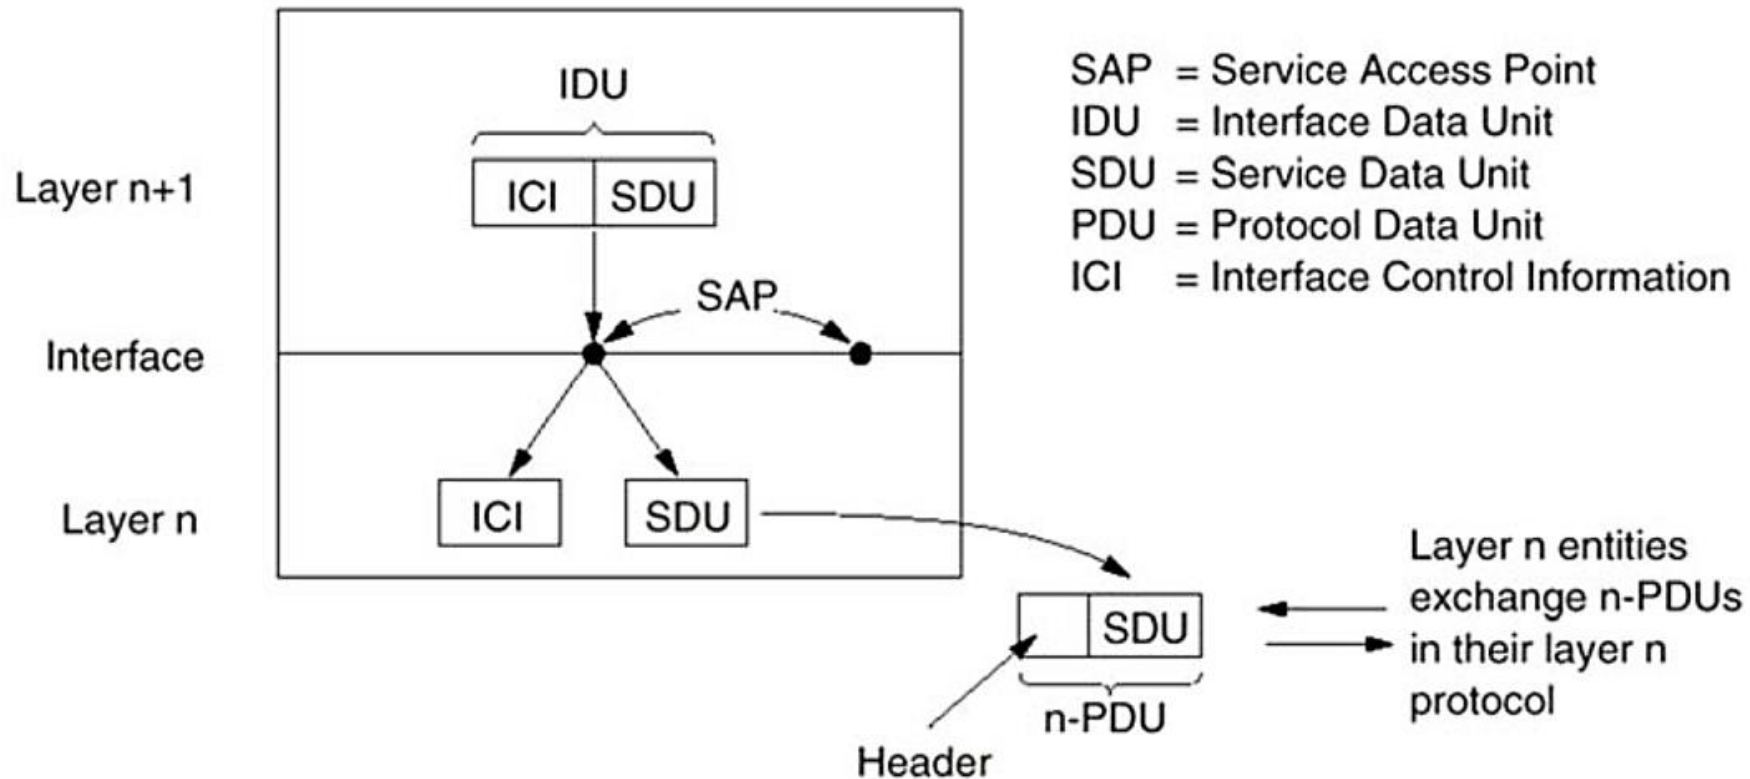 IDU
Layer n+1
ICI
SDU
SAP
Interface
Layer n
ICI
SDU
SAP = Service Access Point
IDU = Interface Data Unit
SDU = Service Data Unit
PDU = Protocol Data Unit
ICI = Interface Control Information
SDU
n-PDU
Header
Layer n entities
exchange n-PDUs
in their layer n
protocol